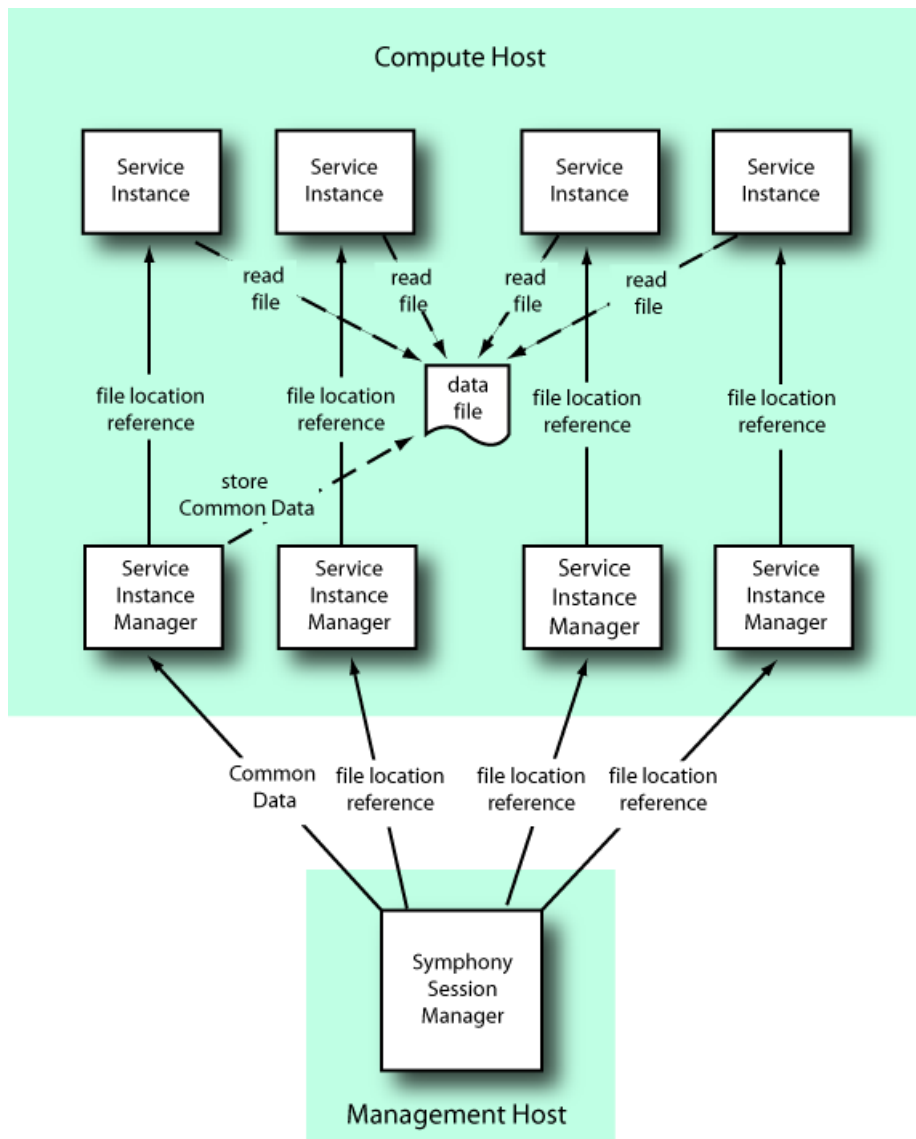 Compute Host
Service
Instance
Service
Instance
Service
Instance
Service
Instance
read
file
read
file
read
file
read
file
data
file
file location
reference
file location
reference
file location
reference
file location
reference
store
Common Data
Service
Instance
Manager
Service
Instance
Manager
Service
Instance
Manager
Service
Instance
Manager
Common
Data
file location
reference
file location
reference
file location
reference
Symphony
Session
Manager
Management Host